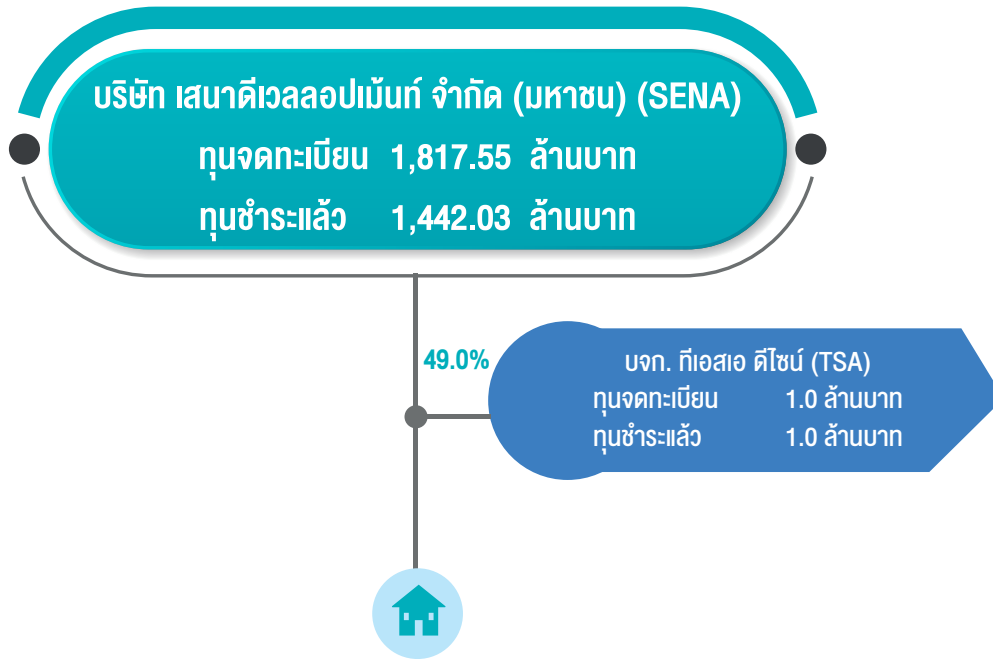 บริษัท เสนาดีเวลลอปเม้นท์ จำกัด (มหาชน) (SENA)
ทุนจดทะเบียน 1,817.55 ล้านบาท
ทุนชำระแล้ว 1,442.03 ล้านบาท
49.0%
บจก. ทีเอสเอ ดีไซน์ (TSA)
ทุนจดทะเบียน 1.0 ล้านบาท
ทุนชำระแล้ว 1.0 ล้านบาท